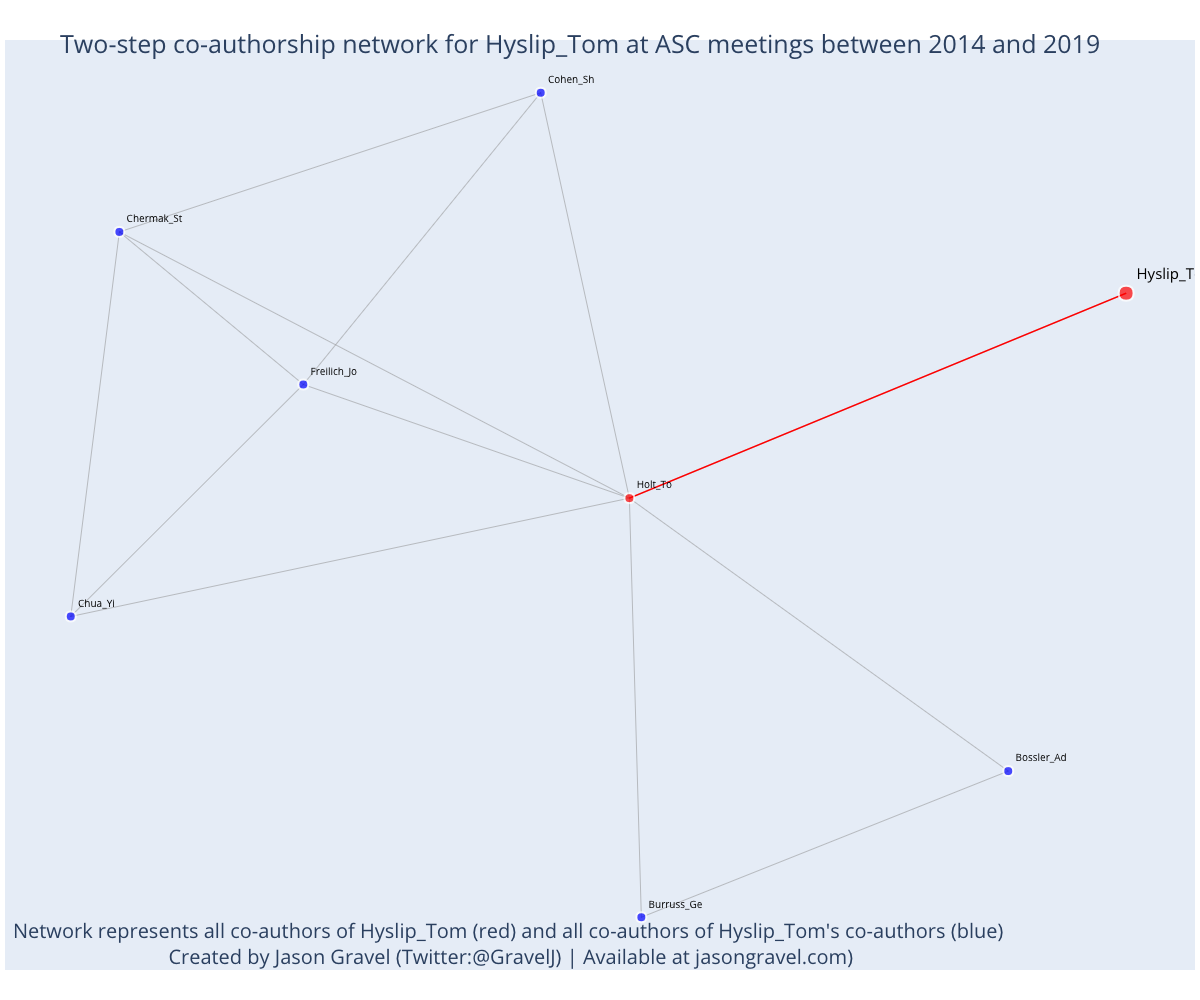 Two-step co-authorship network for Hyslip_Tom at ASC meetings between 2014 and 2019
Cohen_Sh
Chermak_St
Hyslip_T
Freilich_Jo
Holt_To
Chua_Yi
Bossler_Ad
Burruss_Ge
Network represents all co-authors of Hyslip_Tom (red) and all co-authors of Hyslip_Tom's co-authors (blue)
Created by Jason Gravel (Twitter:@GravelJ) | Available at jasongravel.com)